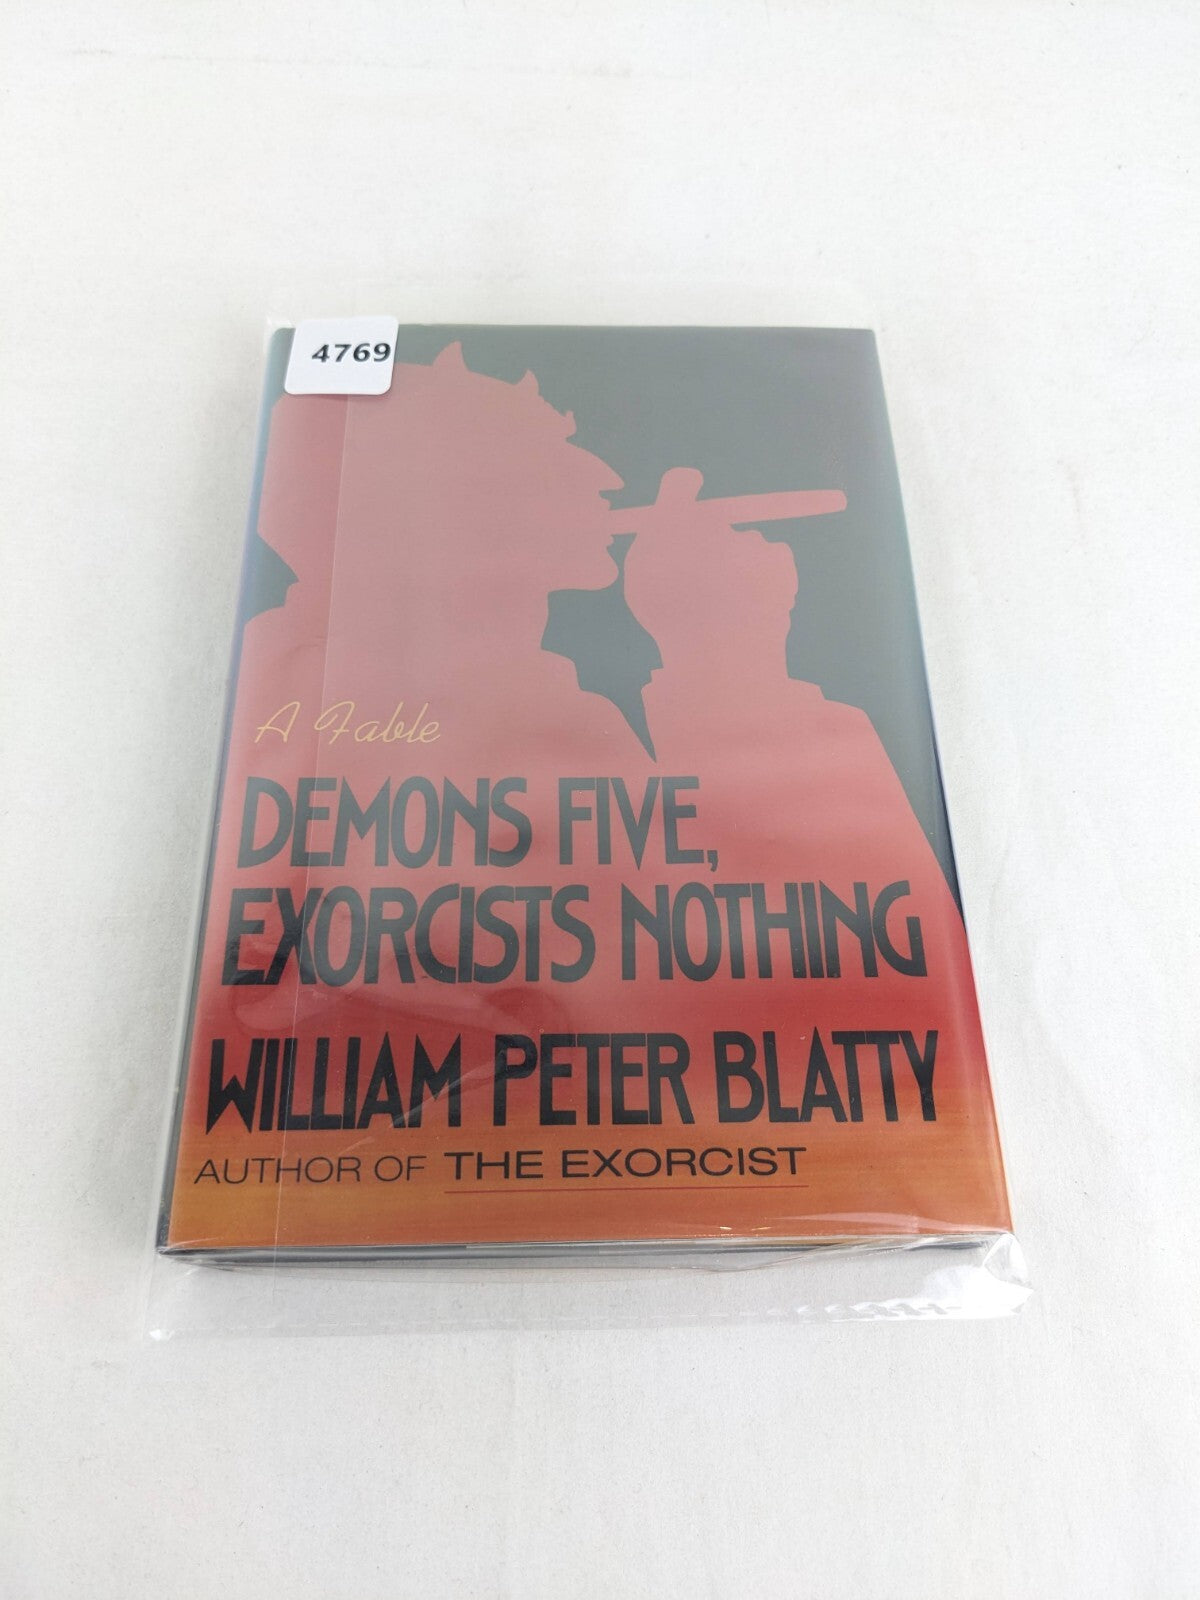 4769
A Fable
DEMONS FIVE,
EXORCISTS NOTHING
WILLIAM PETER BLATTY
AUTHOR OF THE EXORCIST